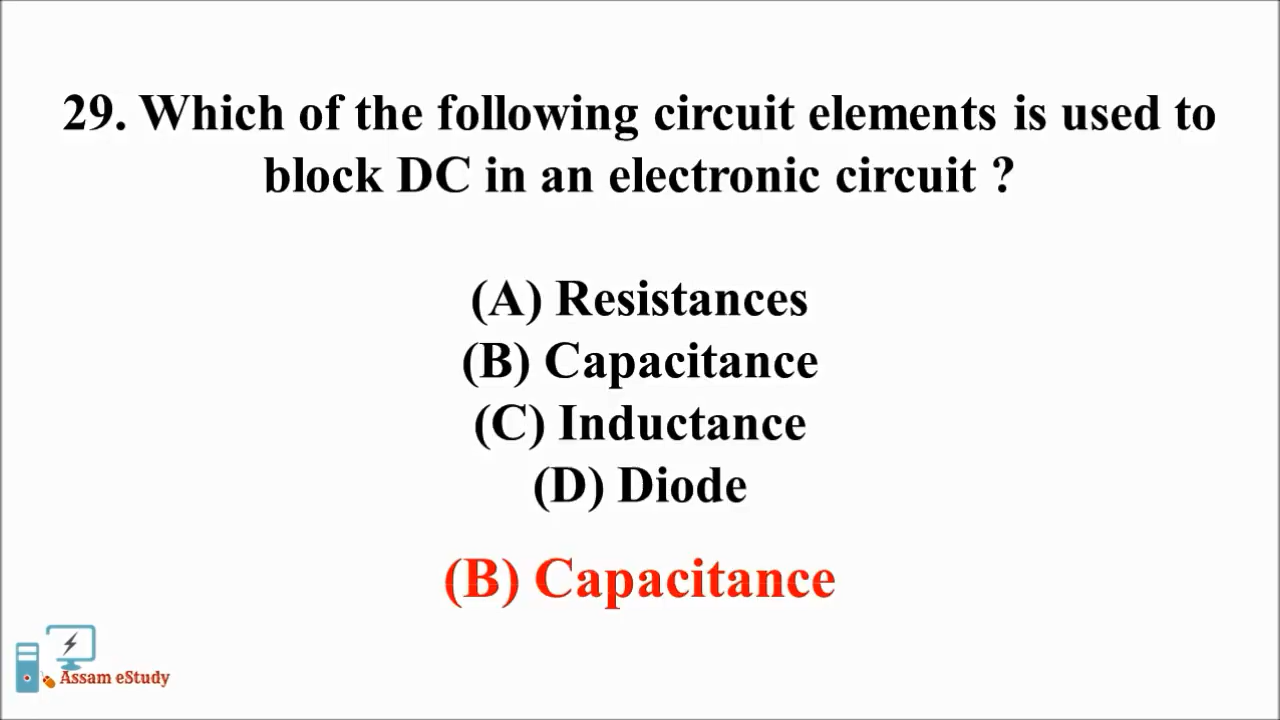 29. Which of the following circuit elements is used to
block DC in an electronic circuit ?
(A) Resistances
(B) Capacitance
(C) Inductance
(D) Diode
(B) Capacitance
Assam eStudy